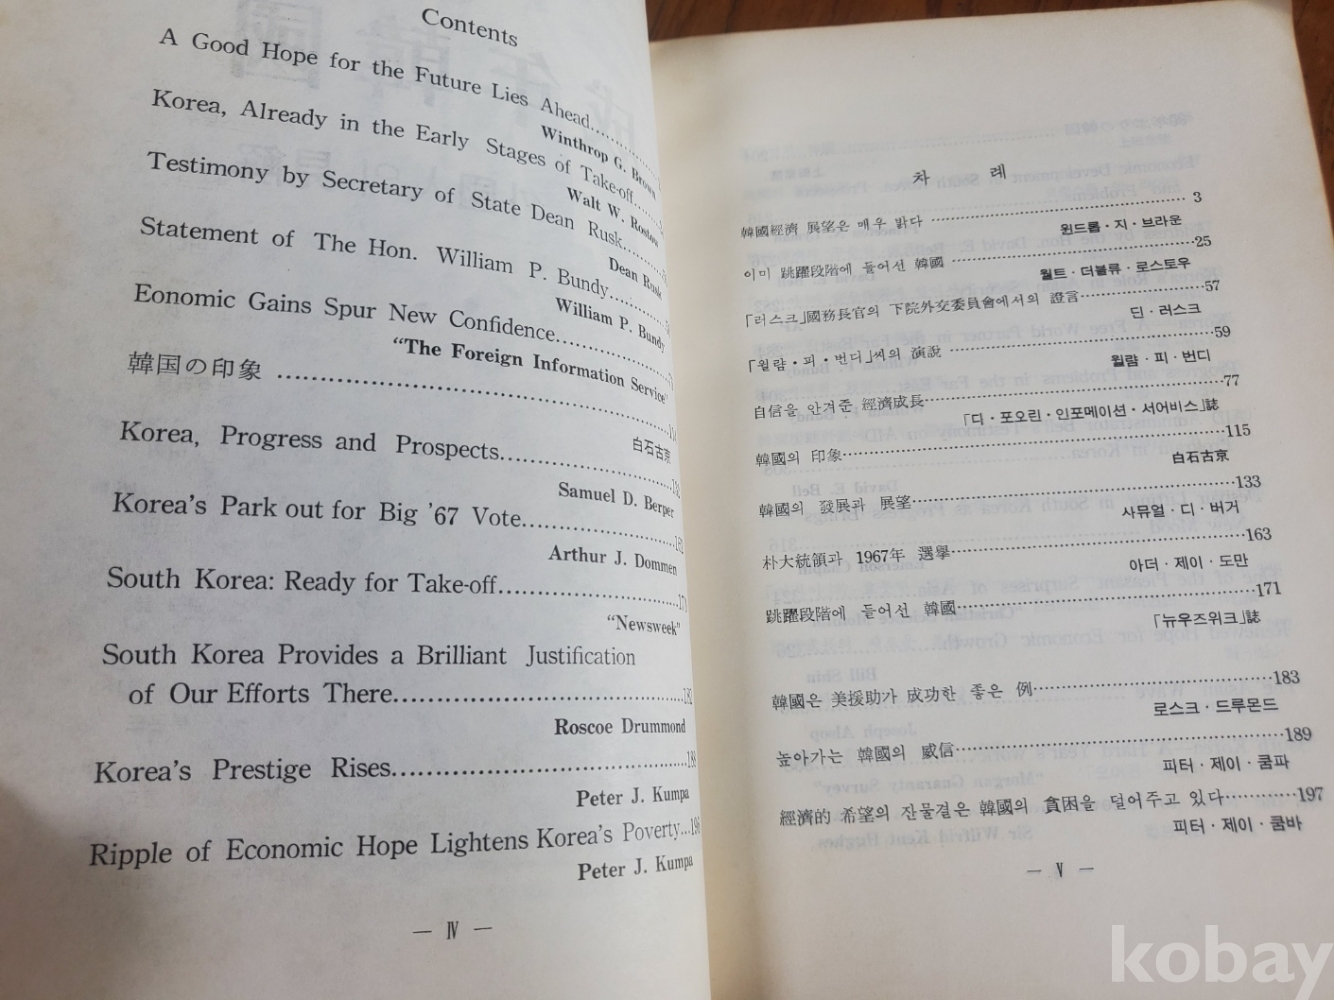 Contents
A Good Hope for the Future Lies Ahead
Winthrop G. Brown
Korea, Already in the Early Stages of Take-off
Walt W. Rostow
Testimony by Secretary of State Dean Rusk
Dean Rusk
Statement of The Hon. William P. Bundy
William P. Bundy
Eonomic Gains Spur New Confidence
"The Foreign Information Service"
韓国の印象
白石古京
Korea, Progress and Prospects
Samuel D. Berper
Korea's Park out for Big '67 Vote
Arthur J. Dommen
South Korea: Ready for Take-off
"Newsweek"
South Korea Provides a Brilliant Justification
of Our Efforts There
Roscoe Drummond
Korea's Prestige Rises
Peter J. Kumpa
Ripple of Economic Hope Lightens Korea's Poverty...196
Peter J. Kumpa
— Ⅳ —
차 례
韓國經濟 展望은 매우 밝다 3
윈드롭·지·브라운
이미 跳躍段階에 들어선 韓國 25
월트·더블류·로스토우
「러스크」國務長官의 下院外交委員會에서의 證言 57
딘·러스크
「윌럄·피·번디」씨의 演說 59
윌럄·피·번디
自信을 안겨준 經濟成長 77
「디·포오린·인포메이션·서어비스」誌
韓國의 印象 115
白石古京
韓國의 發展과 展望 133
사뮤얼·디·버거
朴大統領과 1967年 選擧 163
아더·제이·도만
跳躍段階에 들어선 韓國 171
「뉴우즈위크」誌
韓國은 美援助가 成功한 좋은 例 183
로스크·드루몬드
높아가는 韓國의 威信 189
피터·제이·쿰파
經濟的 希望의 잔물결은 韓國의 貧困을 덜어주고 있다 197
피터·제이·쿰바
— Ⅴ —
kobay